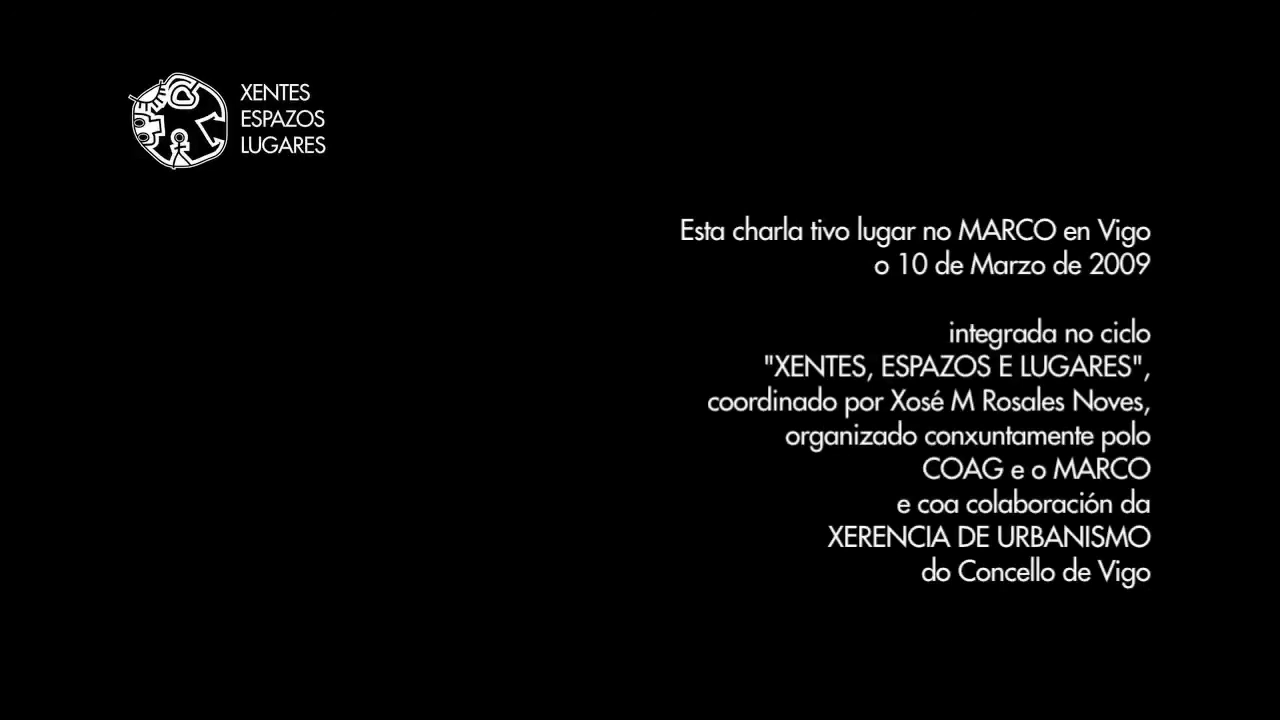 XENTES
ESPAZOS
LUGARES
Esta charla tivo lugar no MARCO en Vigo
o 10 de Marzo de 2009
integrada no ciclo
"XENTES, ESPAZOS E LUGARES",
coordinado por Xosé M Rosales Noves,
organizado conxuntamente polo
COAG e o MARCO
e coa colaboración da
XERENCIA DE URBANISMO
do Concello de Vigo